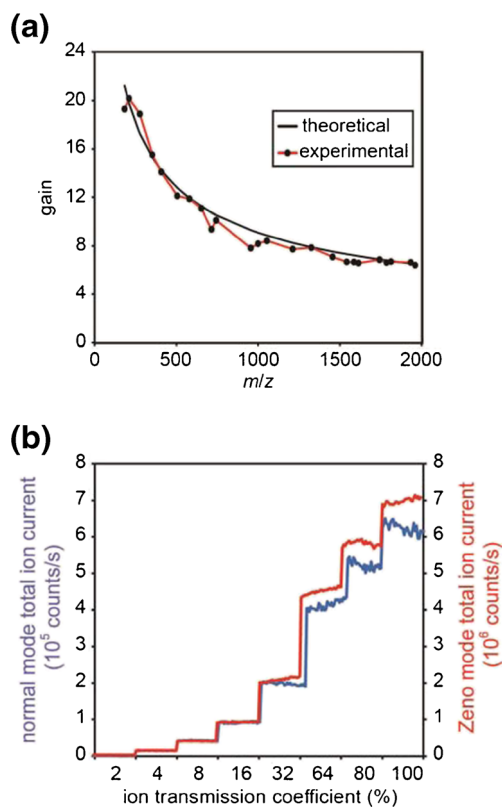 (a)
24
20
16
12
8
4
0
gain
theoretical
experimental
0 500 1000 1500 2000
m/z
(b)
8 8
7 7
6 6
5 5
4 4
3 3
2 2
1 1
0 0
normal mode total ion current
(10⁵ counts/s)
Zeno mode total ion current
(10⁶ counts/s)
2 4 8 16 32 64 80 100
ion transmission coefficient (%)